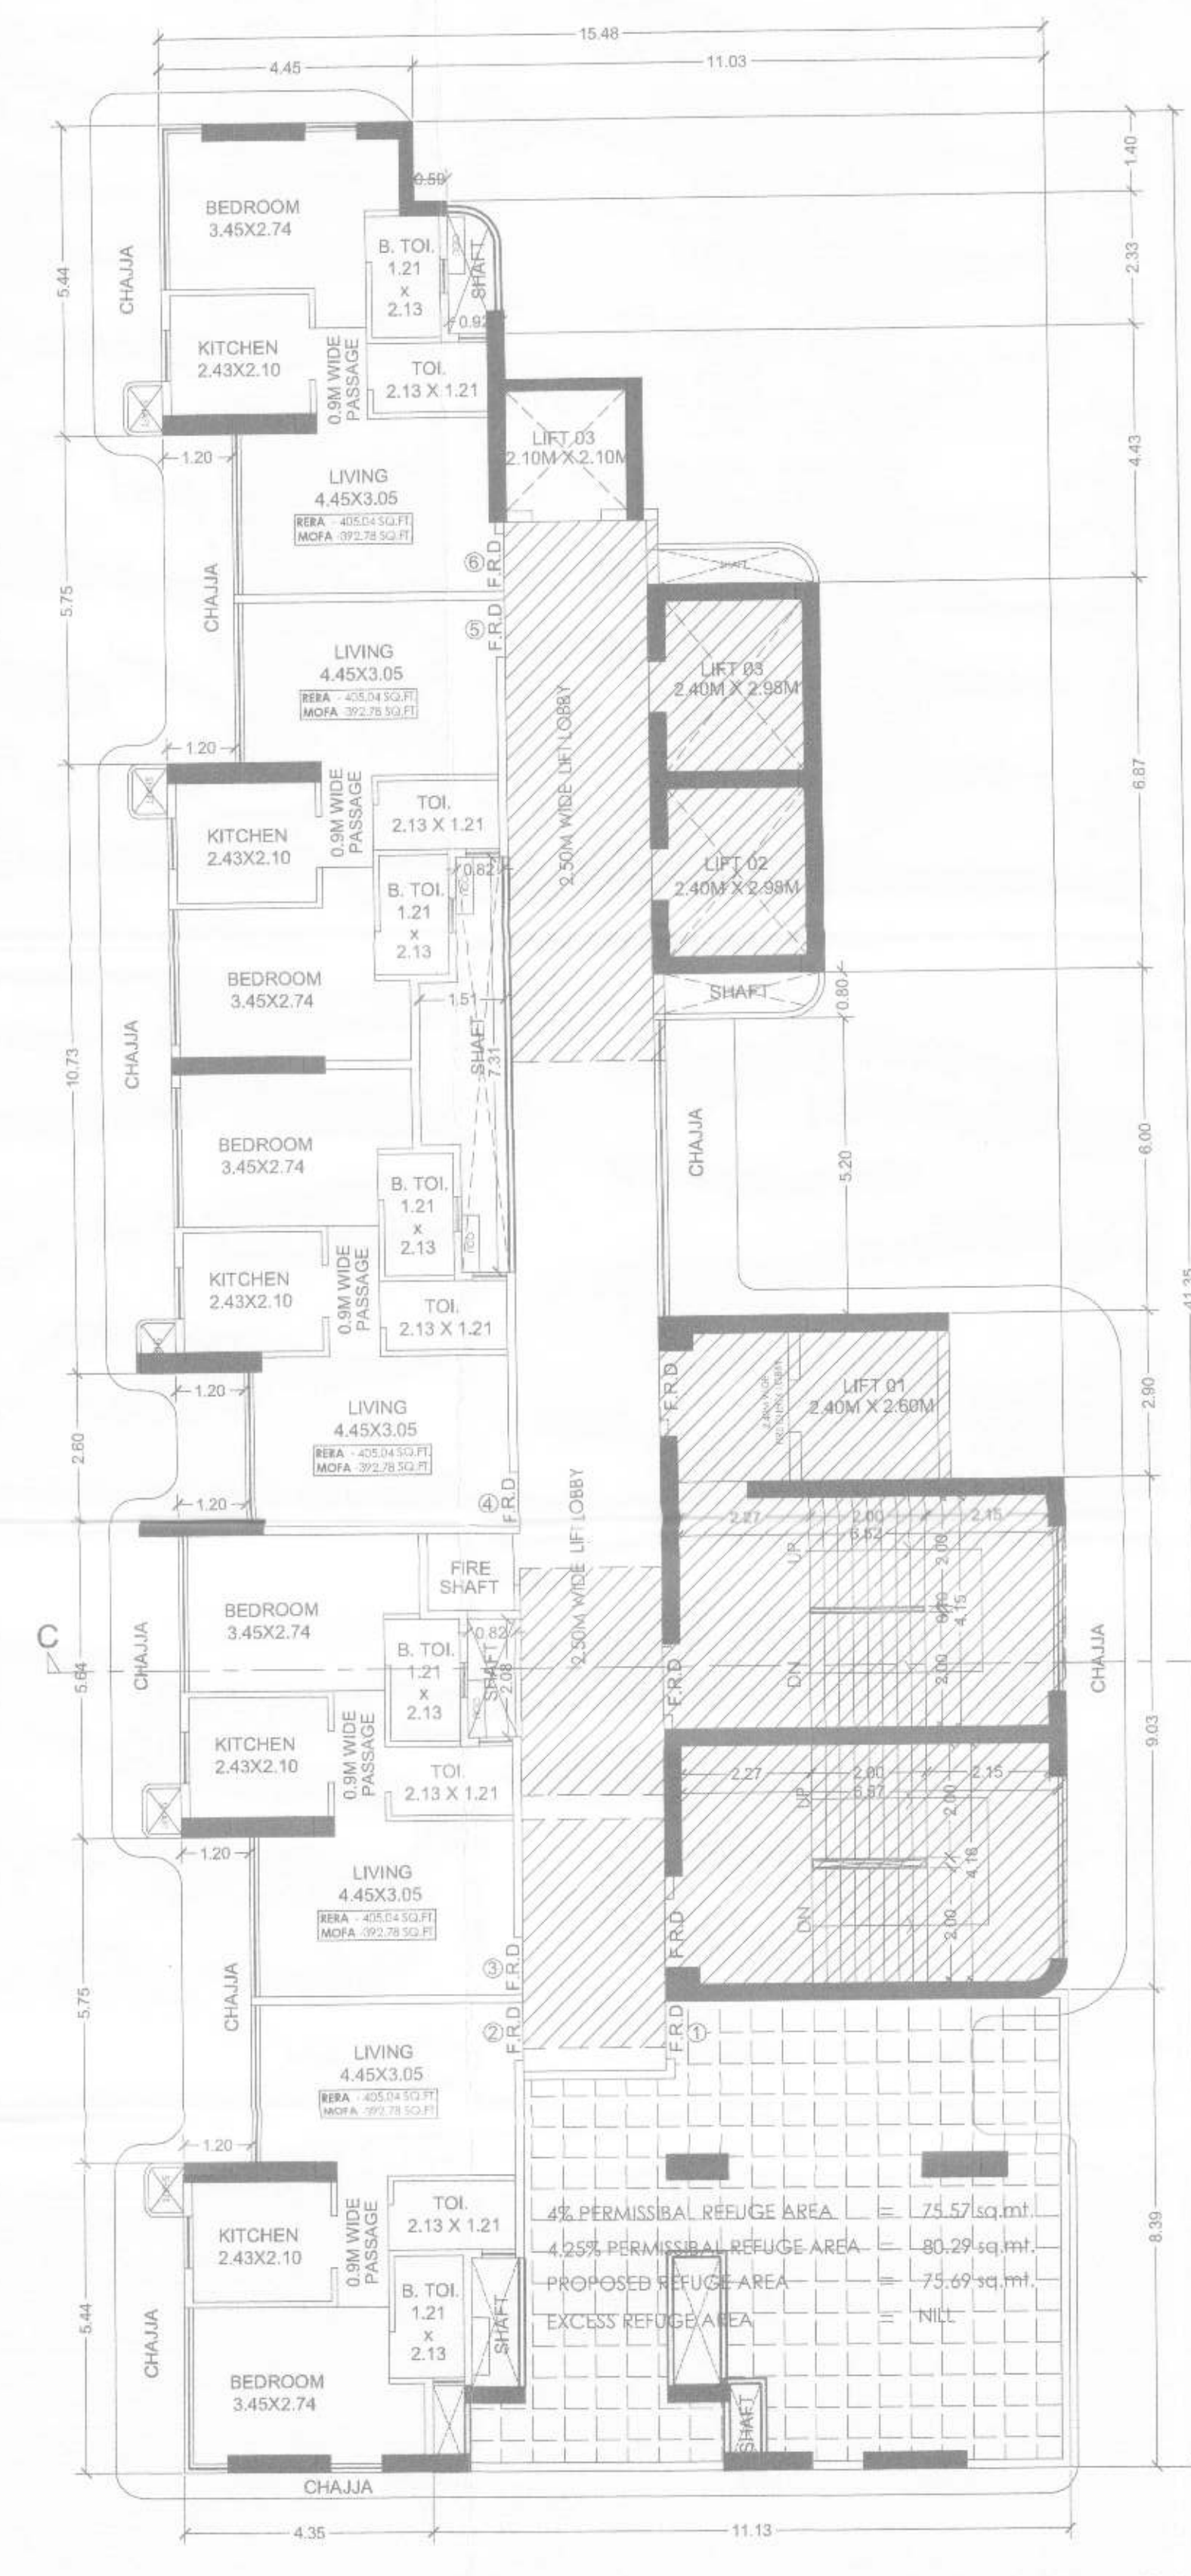 15.48
4.45
11.03
1.40
0.59
BEDROOM
3.45X2.74
B. TOI.
1.21
x
2.13
SHAFT
2.33
CHAJJA
5.44
0.92
KITCHEN
2.43X2.10
0.9M WIDE
PASSAGE
TOI.
2.13 X 1.21
LIFT 03
2.10M X 2.10M
4.43
1.20
LIVING
4.45X3.05
RERA - 405.04 SQ.FT.
MOFA -392.78 SQ.FT.
⑥ F.R.D
SHAFT
CHAJJA
5.75
⑤ F.R.D
LIVING
4.45X3.05
RERA - 405.04 SQ.FT.
MOFA -392.78 SQ.FT.
LIFT 03
2.40M X 2.98M
2.50M WIDE LIFT LOBBY
1.20
6.87
KITCHEN
2.43X2.10
0.9M WIDE
PASSAGE
TOI.
2.13 X 1.21
0.82
LIFT 02
2.40M X 2.98M
B. TOI.
1.21
x
2.13
BEDROOM
3.45X2.74
1.51
SHAFT
7.31
SHAFT
0.80
CHAJJA
10.73
BEDROOM
3.45X2.74
CHAJJA
5.20
6.00
B. TOI.
1.21
x
2.13
KITCHEN
2.43X2.10
0.9M WIDE
PASSAGE
TOI.
2.13 X 1.21
41.35
1.20
LIVING
4.45X3.05
RERA - 405.04 SQ.FT.
MOFA -392.78 SQ.FT.
F.R.D
LIFT 01
2.40M X 2.60M
2.90
2.60
1.20
④ F.R.D
2.50M WIDE LIFT LOBBY
2.27
2.00
2.15
6.62
FIRE
SHAFT
UP
2.00
4.15
BEDROOM
3.45X2.74
B. TOI.
1.21
x
2.13
0.82
SHAFT
2.08
C
CHAJJA
5.64
F.R.D
DN
2.00
CHAJJA
KITCHEN
2.43X2.10
0.9M WIDE
PASSAGE
TOI.
2.13 X 1.21
9.03
2.27
2.00
2.15
6.97
UP
2.00
1.20
LIVING
4.45X3.05
RERA - 405.04 SQ.FT.
MOFA -392.78 SQ.FT.
4.16
DN
2.00
③ F.R.D
F.R.D
CHAJJA
5.75
② F.R.D
F.R.D ①
LIVING
4.45X3.05
RERA - 405.04 SQ.FT.
MOFA -392.78 SQ.FT.
1.20
KITCHEN
2.43X2.10
0.9M WIDE
PASSAGE
TOI.
2.13 X 1.21
4% PERMISSIBAL REFUGE AREA = 75.57 sq.mt.
4.25% PERMISSIBAL REFUGE AREA = 80.29 sq.mt.
PROPOSED REFUGE AREA = 75.69 sq.mt.
EXCESS REFUGE AREA = NILL
8.39
B. TOI.
1.21
x
2.13
SHAFT
5.44
CHAJJA
BEDROOM
3.45X2.74
SHAFT
CHAJJA
4.35
11.13